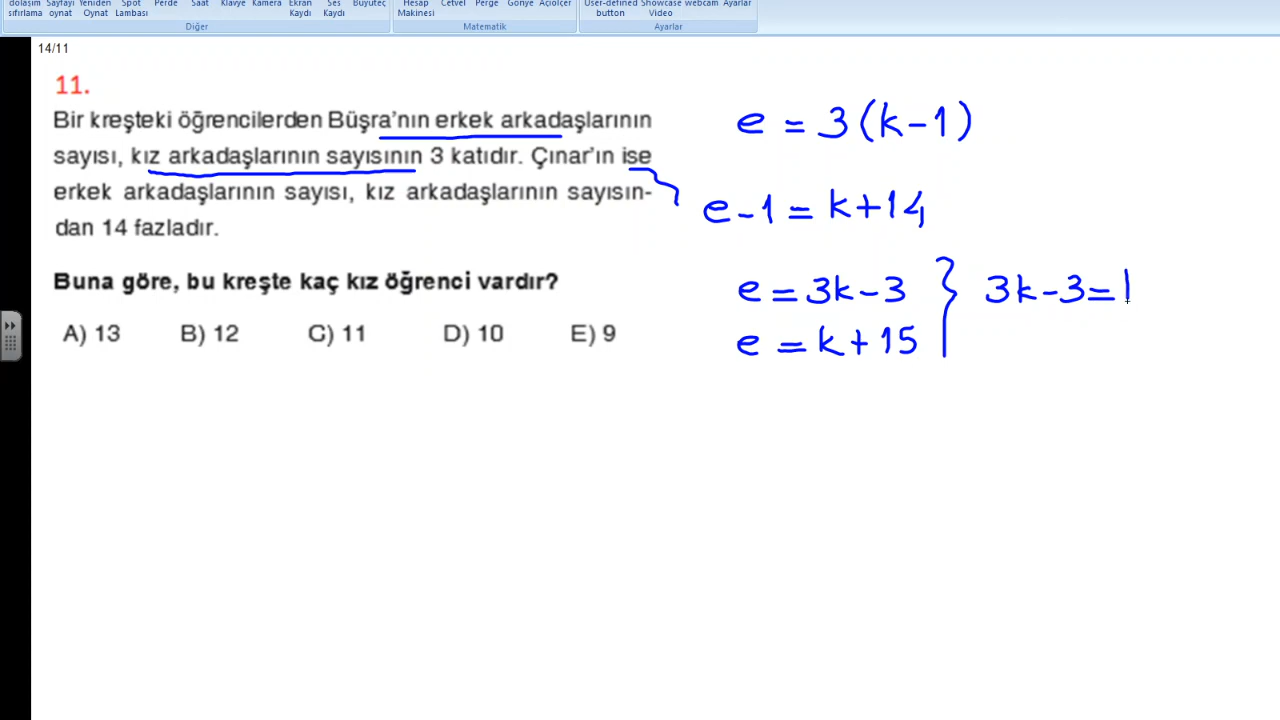 dolaşım Sayfayı Yeniden Spot Perde Saat Klavye Kamera Ekran Ses Büyüteç Hesap Cetvel Perge Gönye Açıölçer User-defined Showcase webcam Ayarlar
sıfırlama oynat Oynat Lambası Kaydı Kaydı Makinesi button Video
Diğer Matematik Ayarlar
14/11
11.
Bir kreşteki öğrencilerden Büşra'nın erkek arkadaşlarının
sayısı, kız arkadaşlarının sayısının 3 katıdır. Çınar'ın ise
erkek arkadaşlarının sayısı, kız arkadaşlarının sayısın-
dan 14 fazladır.
Buna göre, bu kreşte kaç kız öğrenci vardır?
A) 13 B) 12 C) 11 D) 10 E) 9
e = 3(k-1)
e-1 = k+14
e = 3k-3 } 3k-3=
e = k+15